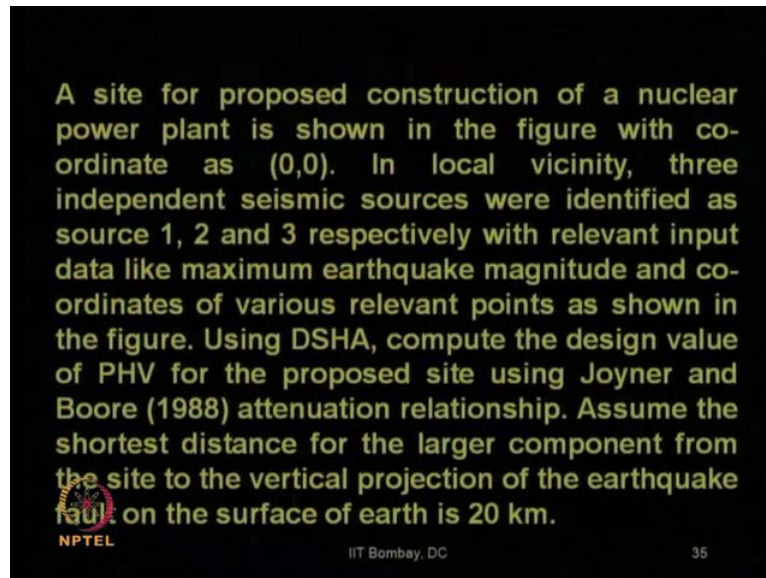 A site for proposed construction of a nuclear
power plant is shown in the figure with co-
ordinate as (0,0). In local vicinity, three
independent seismic sources were identified as
source 1, 2 and 3 respectively with relevant input
data like maximum earthquake magnitude and co-
ordinates of various relevant points as shown in
the figure. Using DSHA, compute the design value
of PHV for the proposed site using Joyner and
Boore (1988) attenuation relationship. Assume the
shortest distance for the larger component from
the site to the vertical projection of the earthquake
fault on the surface of earth is 20 km.
NPTEL
IIT Bombay, DC 35